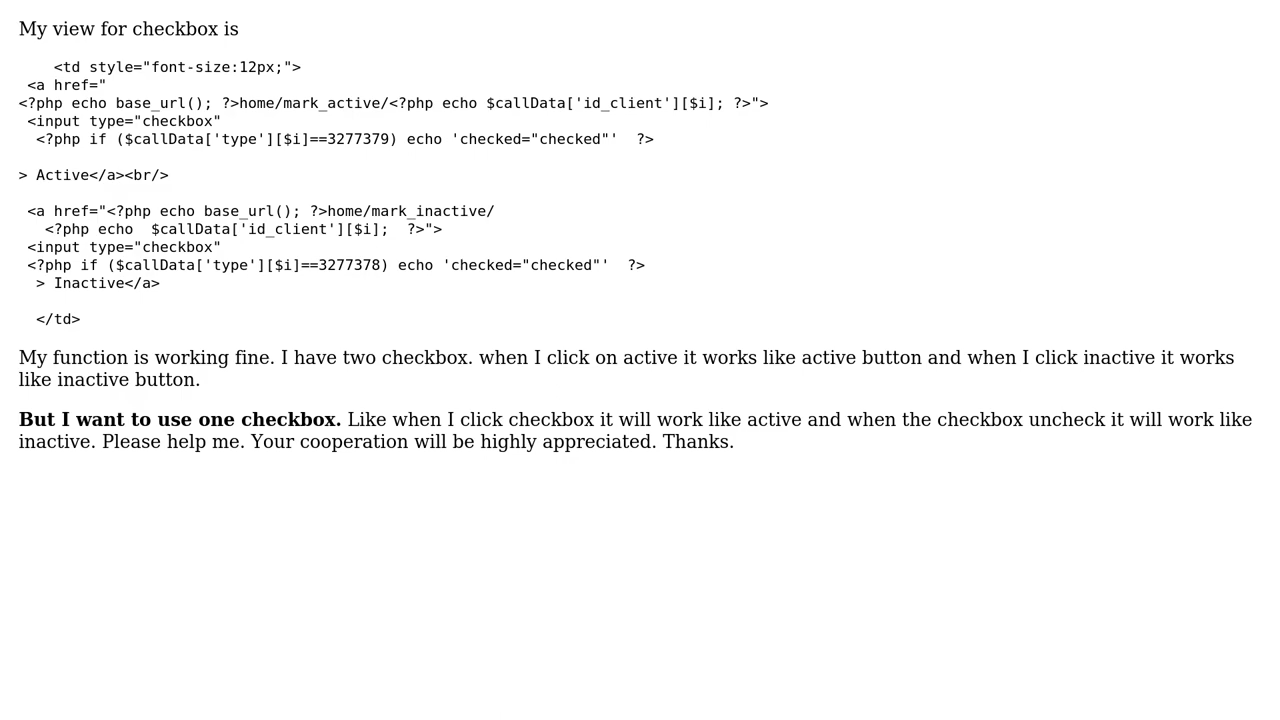 My view for checkbox is
<td style="font-size:12px;">
<a href="
<?php echo base_url(); ?>home/mark_active/<?php echo $callData['id_client'][$i]; ?>">
<input type="checkbox"
<?php if ($callData['type'][$i]==3277379) echo 'checked="checked"'  ?>
> Active</a><br/>
<a href="<?php echo base_url(); ?>home/mark_inactive/
<?php echo  $callData['id_client'][$i];  ?>">
<input type="checkbox"
<?php if ($callData['type'][$i]==3277378) echo 'checked="checked"'  ?>
> Inactive</a>
</td>
My function is working fine. I have two checkbox. when I click on active it works like active button and when I click inactive it works
like inactive button.
But I want to use one checkbox. Like when I click checkbox it will work like active and when the checkbox uncheck it will work like
inactive. Please help me. Your cooperation will be highly appreciated. Thanks.